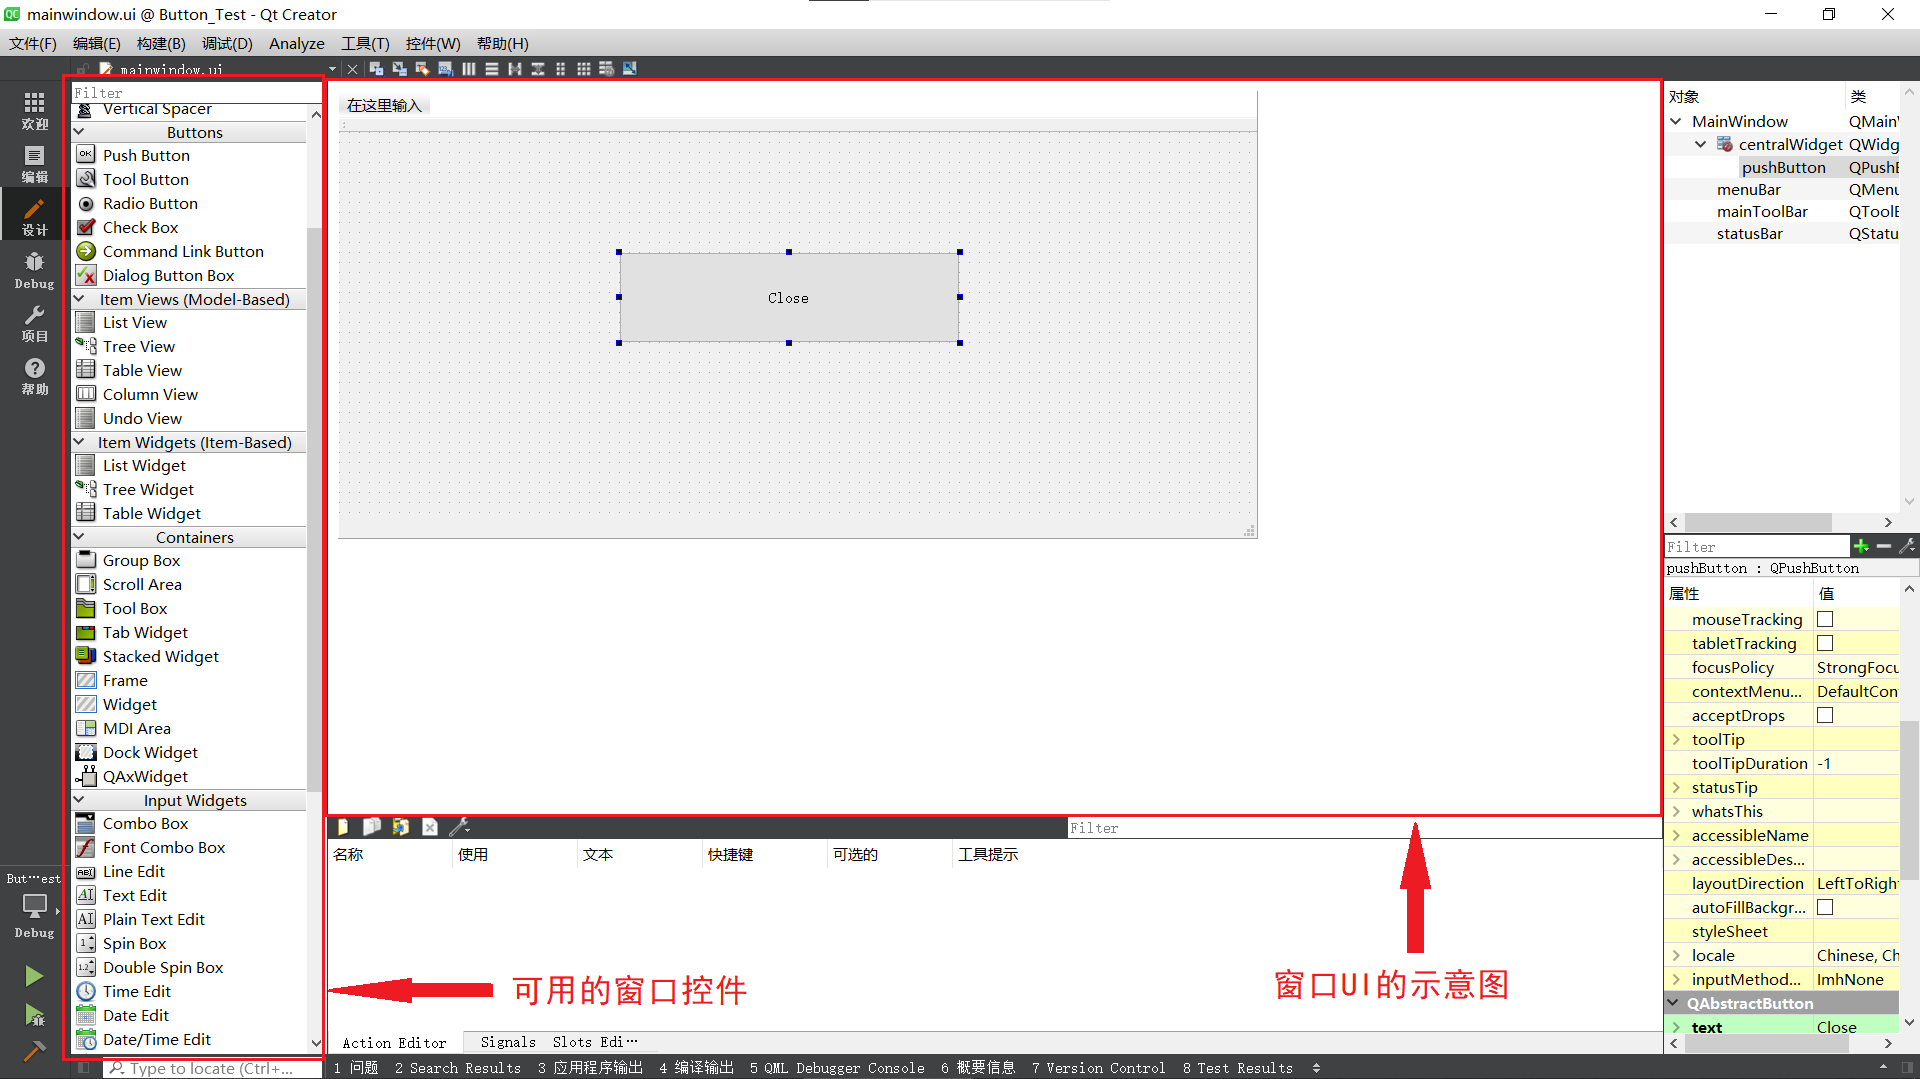 mainwindow.ui @ Button_Test - Qt Creator
文件(F) 编辑(E) 构建(B) 调试(D) Analyze 工具(T) 控件(W) 帮助(H)
mainwindow.ui
欢迎
编辑
设计
Debug
项目
帮助
But···est
Debug
Filter
Vertical Spacer
Buttons
Push Button
Tool Button
Radio Button
Check Box
Command Link Button
Dialog Button Box
Item Views (Model-Based)
List View
Tree View
Table View
Column View
Undo View
Item Widgets (Item-Based)
List Widget
Tree Widget
Table Widget
Containers
Group Box
Scroll Area
Tool Box
Tab Widget
Stacked Widget
Frame
Widget
MDI Area
Dock Widget
QAxWidget
Input Widgets
Combo Box
Font Combo Box
Line Edit
Text Edit
Plain Text Edit
Spin Box
Double Spin Box
Time Edit
Date Edit
Date/Time Edit
在这里输入
Close
Filter
名称 使用 文本 快捷键 可选的 工具提示
可用的窗口控件
窗口UI的示意图
Action Editor Signals Slots Edi···
对象 类
MainWindow QMain
centralWidget QWidg
pushButton QPushB
menuBar QMenu
mainToolBar QToolB
statusBar QStatu
Filter
pushButton : QPushButton
属性 值
mouseTracking
tabletTracking
focusPolicy StrongFocu
contextMenu... DefaultCon
acceptDrops
toolTip
toolTipDuration -1
statusTip
whatsThis
accessibleName
accessibleDes...
layoutDirection LeftToRigh
autoFillBackgr...
styleSheet
locale Chinese, Ch
inputMethod... ImhNone
QAbstractButton
text Close
Type to locate (Ctrl+...
1 问题 2 Search Results 3 应用程序输出 4 编译输出 5 QML Debugger Console 6 概要信息 7 Version Control 8 Test Results